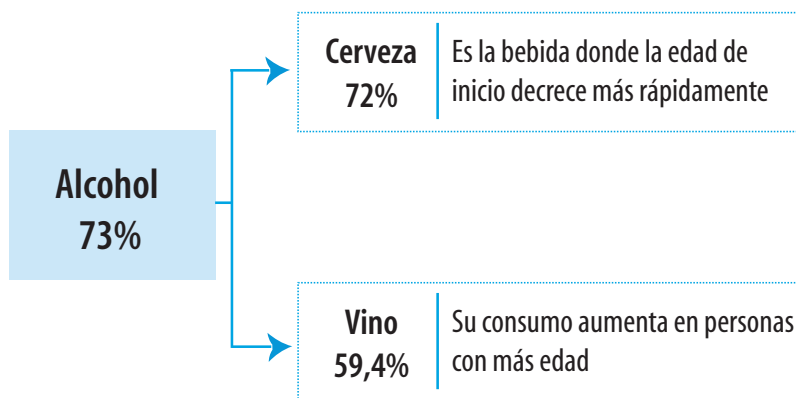 Alcohol
73%
Cerveza
72%
Es la bebida donde la edad de
inicio decrece más rápidamente
Vino
59,4%
Su consumo aumenta en personas
con más edad